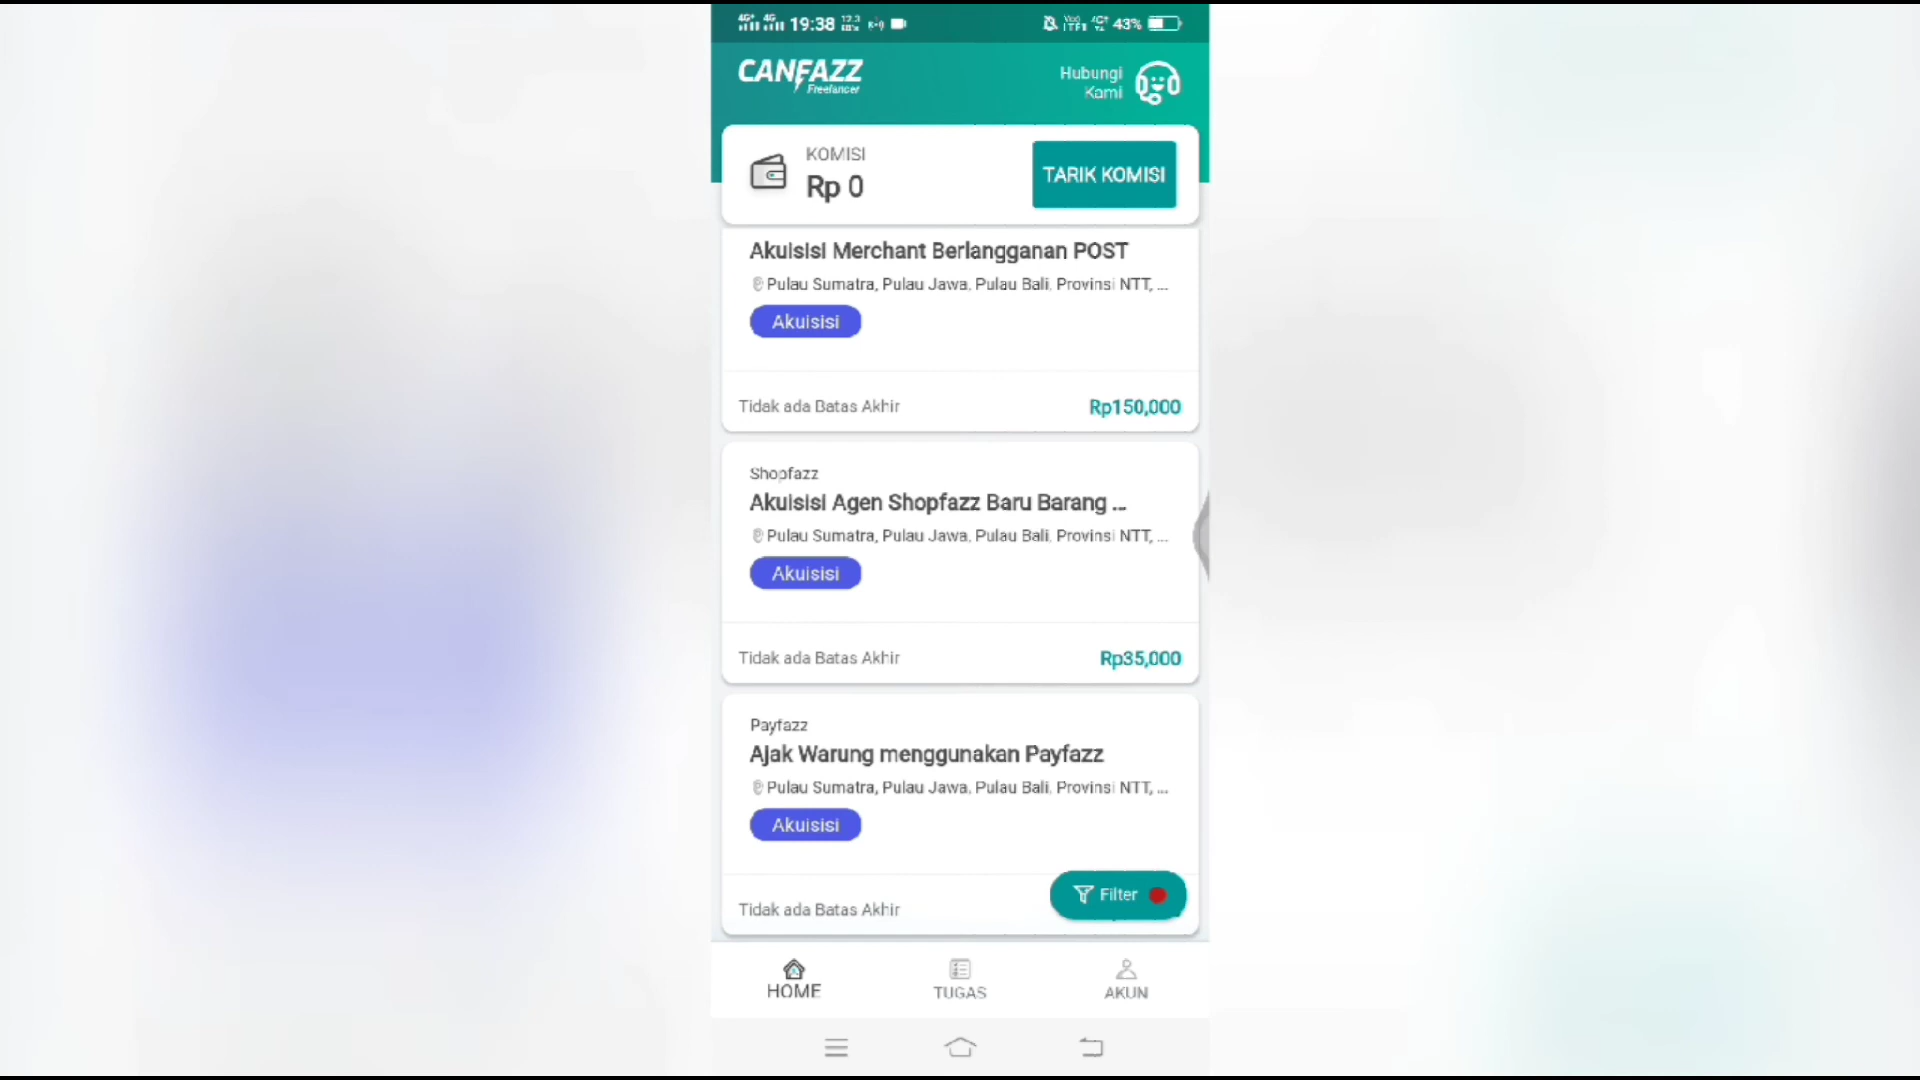 19:38
43%
CANFAZZ
Freelancer
Hubungi
Kami
KOMISI
Rp 0
TARIK KOMISI
Akuisisi Merchant Berlangganan POST
Pulau Sumatra, Pulau Jawa, Pulau Bali, Provinsi NTT, ...
Akuisisi
Tidak ada Batas Akhir
Rp150,000
Shopfazz
Akuisisi Agen Shopfazz Baru Barang ...
Pulau Sumatra, Pulau Jawa, Pulau Bali, Provinsi NTT, ...
Akuisisi
Tidak ada Batas Akhir
Rp35,000
Payfazz
Ajak Warung menggunakan Payfazz
Pulau Sumatra, Pulau Jawa, Pulau Bali, Provinsi NTT, ...
Akuisisi
Tidak ada Batas Akhir
Filter
HOME
TUGAS
AKUN